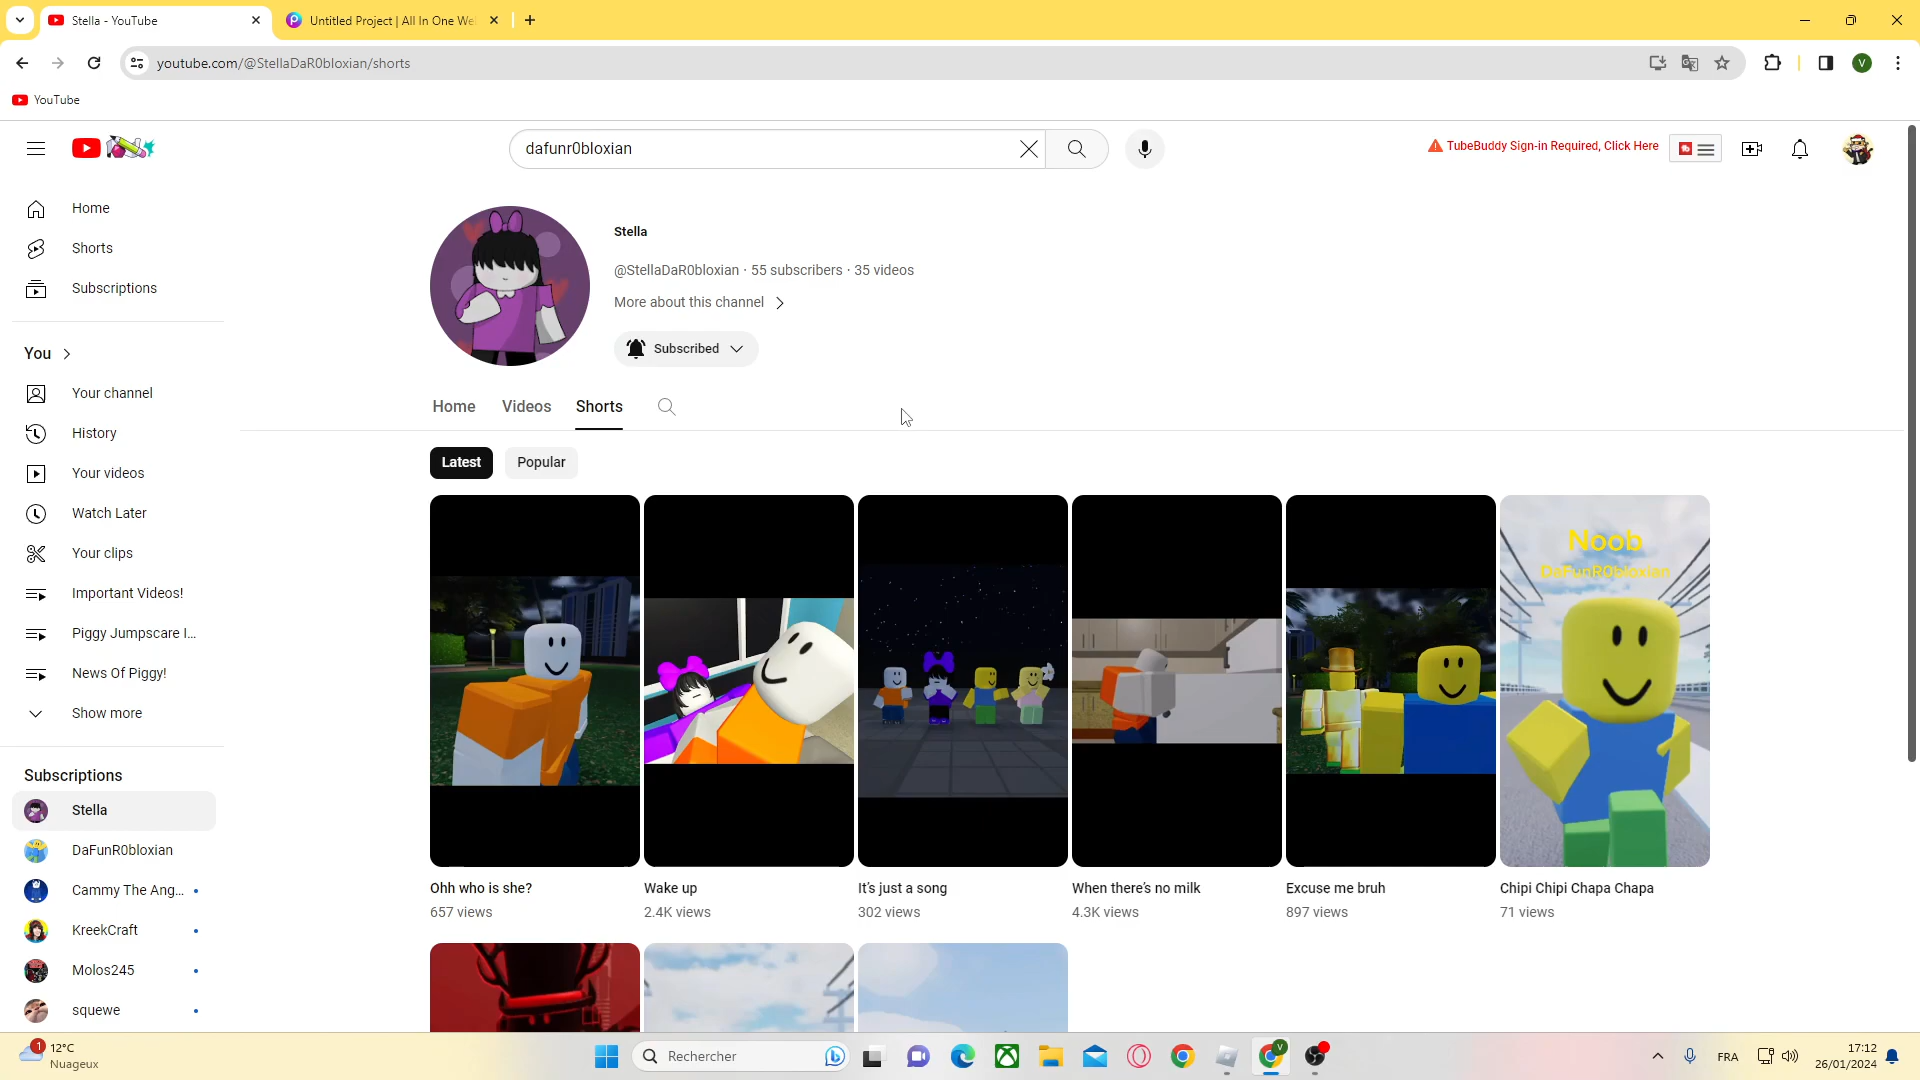 Stella - YouTube
Untitled Project | All In One We
youtube.com/@StellaDaR0bloxian/shorts
YouTube
dafunr0bloxian
TubeBuddy Sign-in Required, Click Here
V
Home
Shorts
Subscriptions
You
Your channel
History
Your videos
Watch Later
Your clips
Important Videos!
Piggy Jumpscare I...
News Of Piggy!
Show more
Subscriptions
Stella
DaFunR0bloxian
Cammy The Ang...
KreekCraft
Molos245
squewe
Stella
@StellaDaR0bloxian · 55 subscribers · 35 videos
More about this channel
Subscribed
Home Videos Shorts
Latest Popular
Noob
DaFunR0bloxian
Ohh who is she?
657 views
Wake up
2.4K views
It's just a song
302 views
When there's no milk
4.3K views
Excuse me bruh
897 views
Chipi Chipi Chapa Chapa
71 views
1
12°C
Nuageux
Rechercher
V
FRA
17:12
26/01/2024